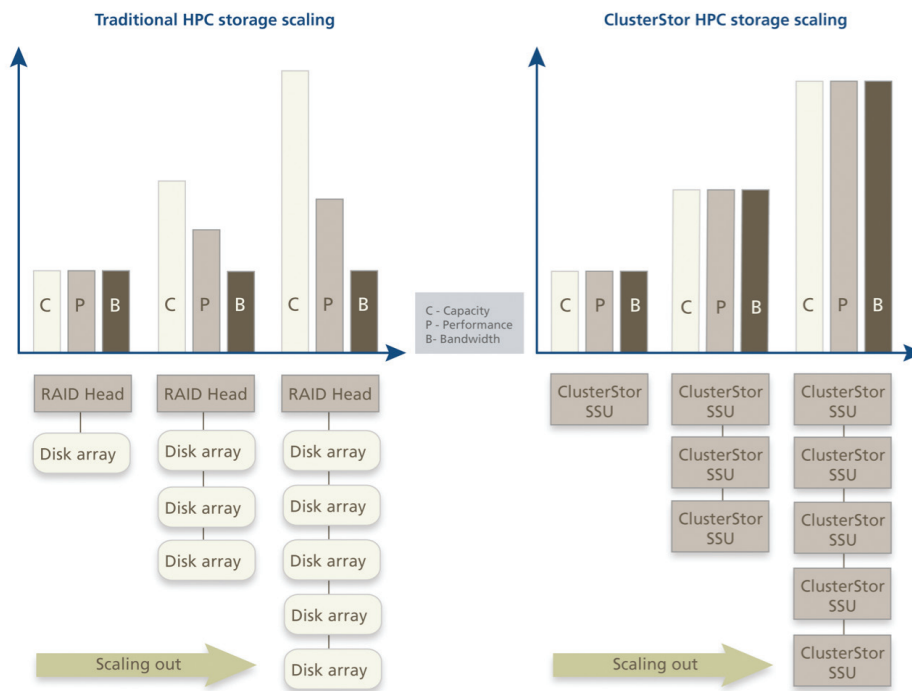 Traditional HPC storage scaling
C
P
B
C
P
B
C
P
B
RAID Head
Disk array
RAID Head
Disk array
Disk array
Disk array
RAID Head
Disk array
Disk array
Disk array
Disk array
Disk array
Scaling out
C - Capacity
P - Performance
B- Bandwidth
ClusterStor HPC storage scaling
C
P
B
C
P
B
C
P
B
ClusterStor
SSU
ClusterStor
SSU
ClusterStor
SSU
ClusterStor
SSU
ClusterStor
SSU
ClusterStor
SSU
ClusterStor
SSU
ClusterStor
SSU
ClusterStor
SSU
Scaling out